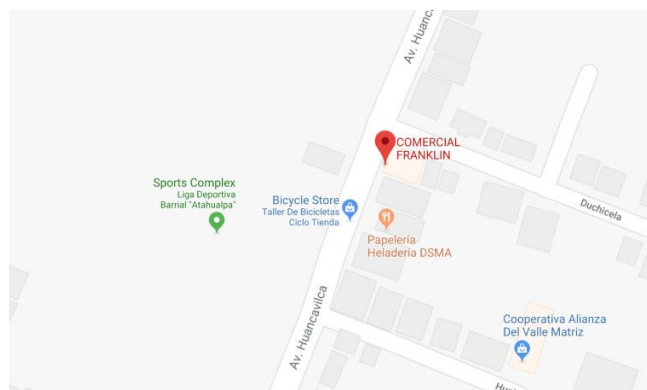 Av. Huanca
COMERCIAL
FRANKLIN
Sports Complex
Liga Deportiva
Barrial "Atahualpa"
Bicycle Store
Taller De Bicicletas
Ciclo Tienda
Duchicela
Papelería
Heladería DSMA
Av. Huancavilca
Cooperativa Alianza
Del Valle Matriz